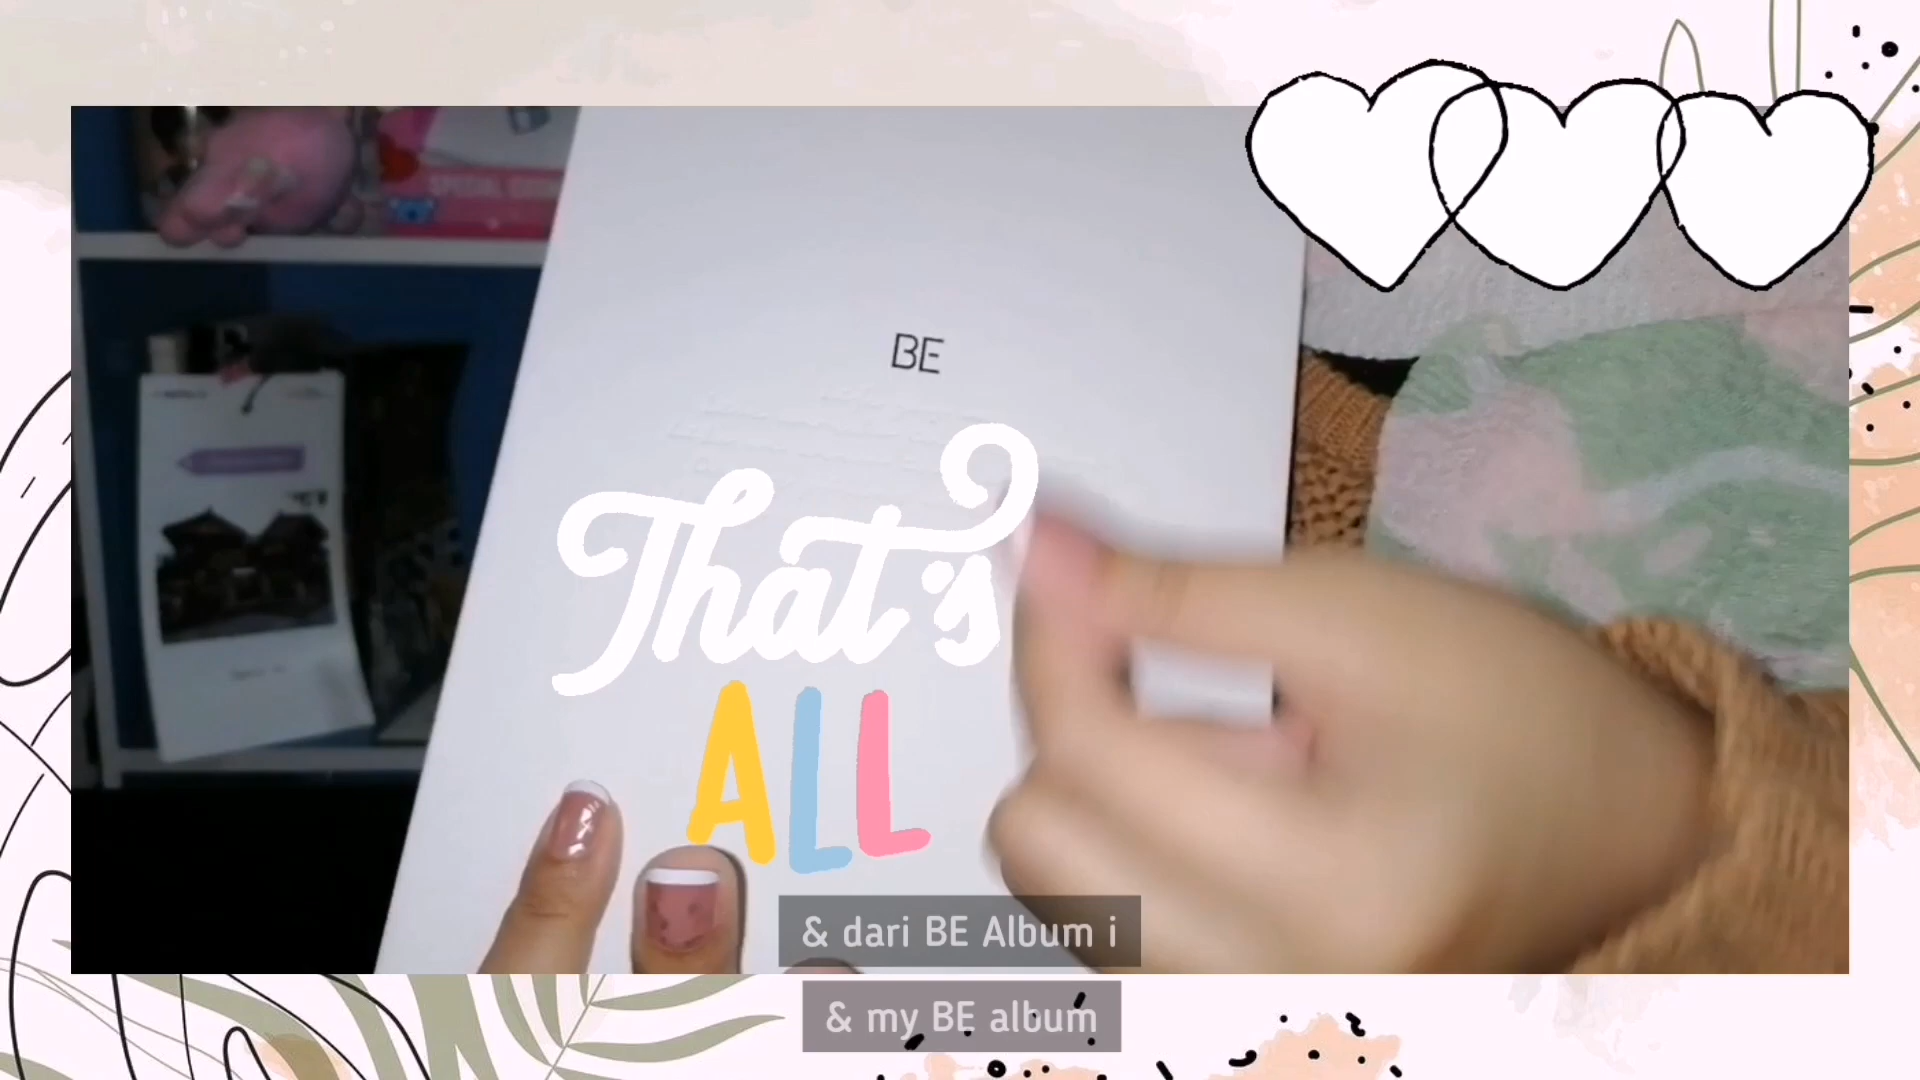 BE
That's
ALL
& dari BE Album i
& my BE album